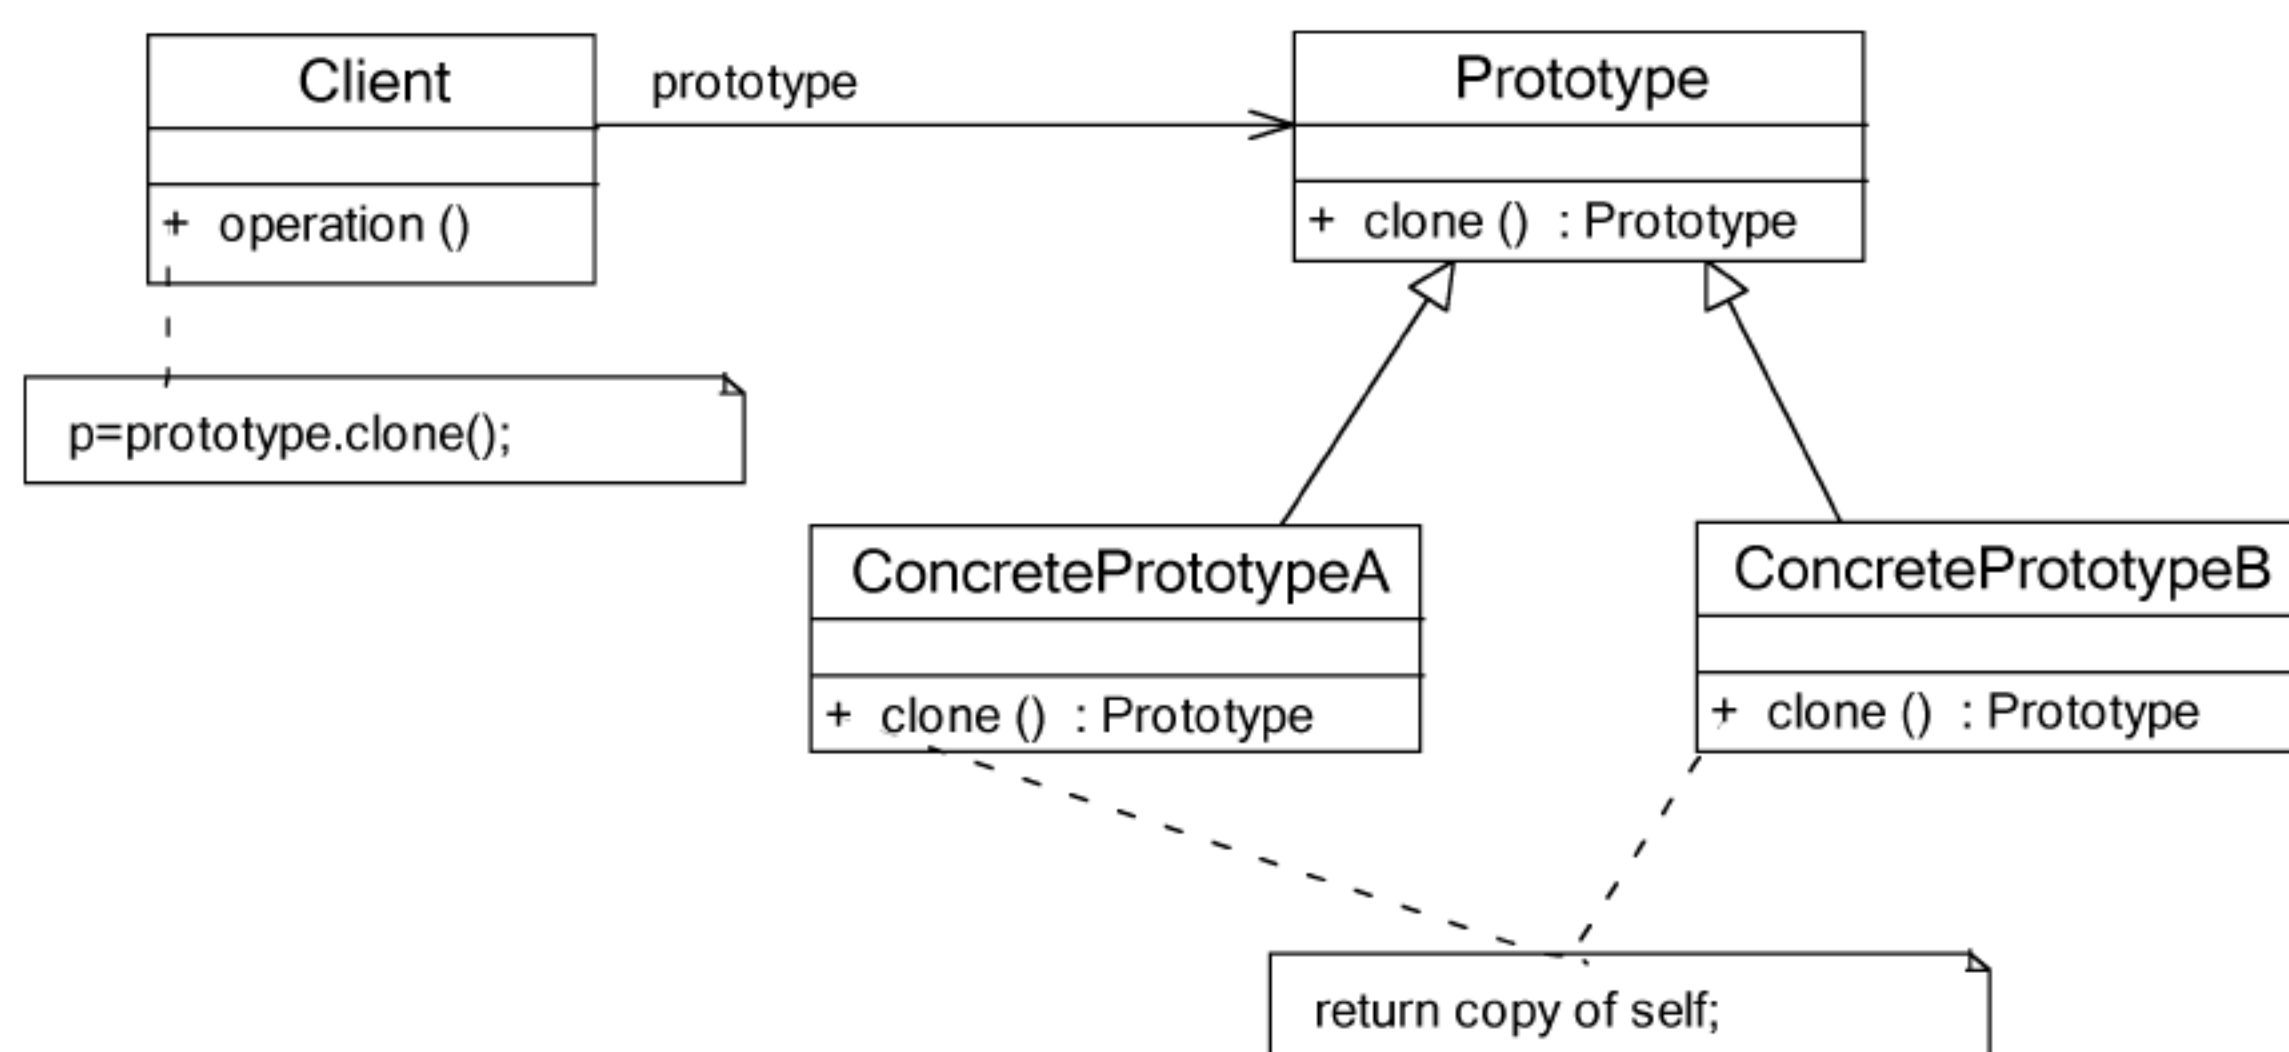 Client
prototype
Prototype
+ operation ()
+ clone () : Prototype
p=prototype.clone();
ConcretePrototypeA
ConcretePrototypeB
+ clone () : Prototype
+ clone () : Prototype
return copy of self;